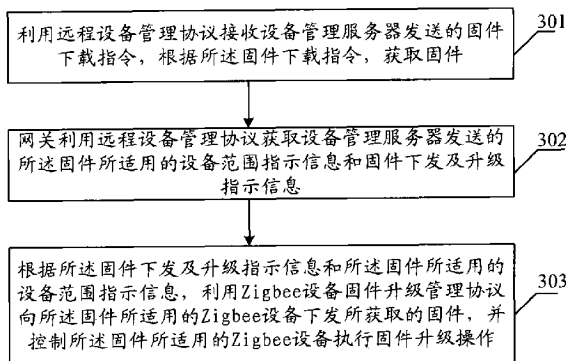 利用远程设备管理协议接收设备管理服务器发送的固件
下载指令，根据所述固件下载指令，获取固件
301
网关利用远程设备管理协议获取设备管理服务器发送的
所述固件所适用的设备范围指示信息和固件下发及升级
指示信息
302
根据所述固件下发及升级指示信息和所述固件所适用的
设备范围指示信息，利用Zigbee设备固件升级管理协议
向所述固件所适用的Zigbee设备下发所获取的固件，并
控制所述固件所适用的Zigbee设备执行固件升级操作
303